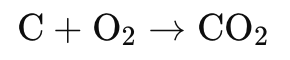 C + O₂ → CO₂